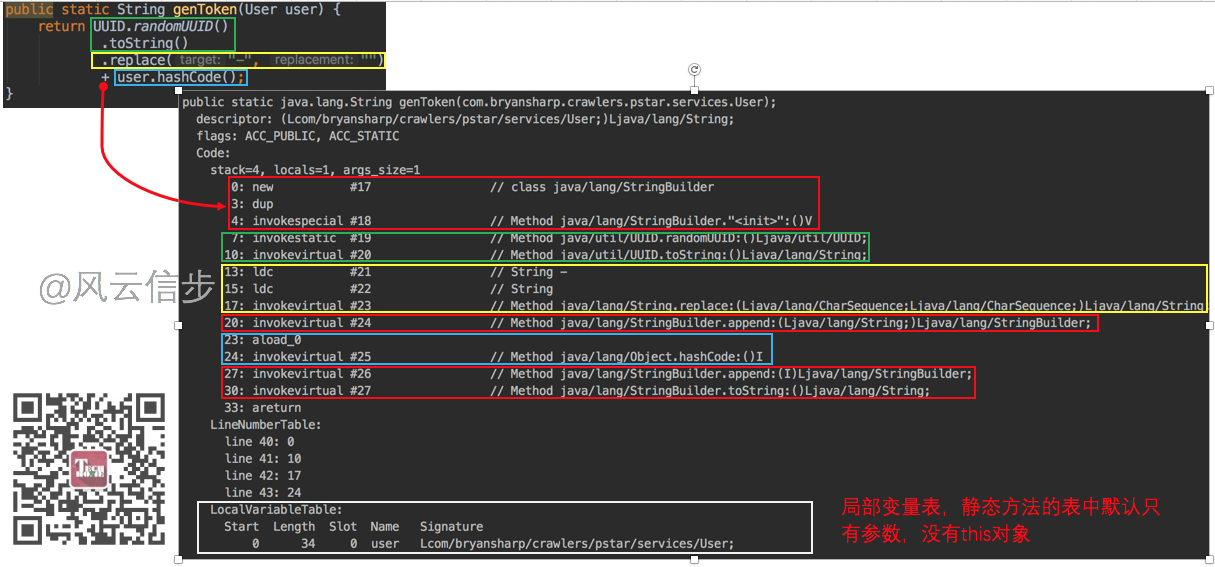 public static String genToken(User user) {
return UUID.randomUUID()
.toString()
.replace( target: "-", replacement: "")
+ user.hashCode();
}
public static java.lang.String genToken(com.bryansharp.crawlers.pstar.services.User);
descriptor: (Lcom/bryansharp/crawlers/pstar/services/User;)Ljava/lang/String;
flags: ACC_PUBLIC, ACC_STATIC
Code:
stack=4, locals=1, args_size=1
0: new #17 // class java/lang/StringBuilder
3: dup
4: invokespecial #18 // Method java/lang/StringBuilder."<init>":()V
7: invokestatic #19 // Method java/util/UUID.randomUUID:()Ljava/util/UUID;
10: invokevirtual #20 // Method java/util/UUID.toString:()Ljava/lang/String;
13: ldc #21 // String -
15: ldc #22 // String
17: invokevirtual #23 // Method java/lang/String.replace:(Ljava/lang/CharSequence;Ljava/lang/CharSequence;)Ljava/lang/String;
20: invokevirtual #24 // Method java/lang/StringBuilder.append:(Ljava/lang/String;)Ljava/lang/StringBuilder;
23: aload_0
24: invokevirtual #25 // Method java/lang/Object.hashCode:()I
27: invokevirtual #26 // Method java/lang/StringBuilder.append:(I)Ljava/lang/StringBuilder;
30: invokevirtual #27 // Method java/lang/StringBuilder.toString:()Ljava/lang/String;
33: areturn
LineNumberTable:
line 40: 0
line 41: 10
line 42: 17
line 43: 24
LocalVariableTable:
Start Length Slot Name Signature
0 34 0 user Lcom/bryansharp/crawlers/pstar/services/User;
@风云信步
局部变量表，静态方法的表中默认只
有参数，没有this对象